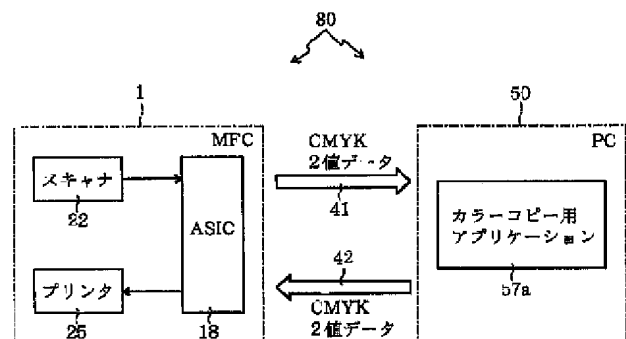 80
1
50
MFC
PC
スキャナ
22
ASIC
プリンタ
25
18
CMYK
2値データ
41
42
CMYK
2値データ
カラーコピー用
アプリケーション
57a